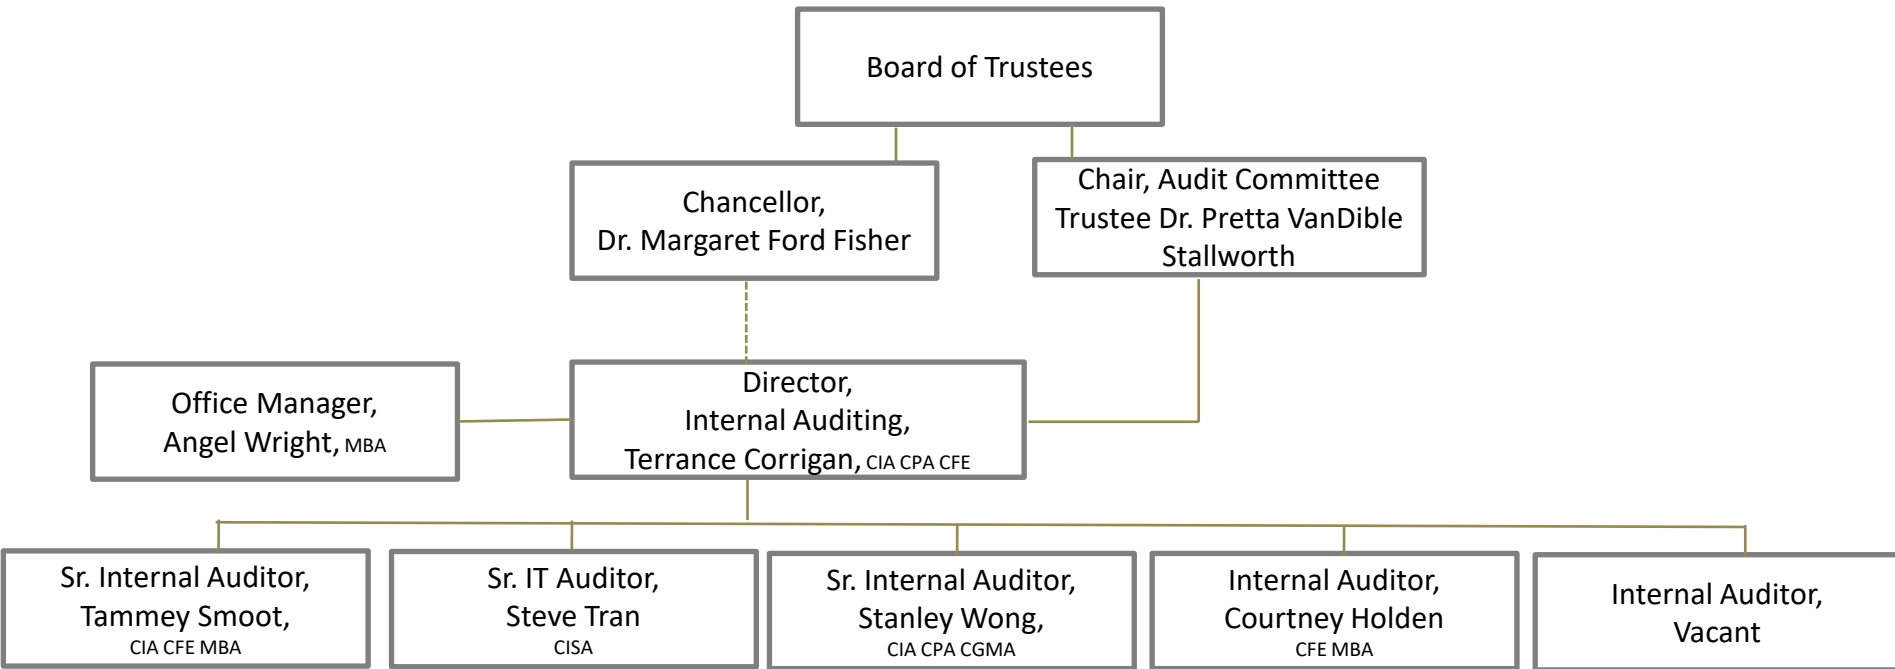 Board of Trustees
Chancellor,
Dr. Margaret Ford Fisher
Chair, Audit Committee
Trustee Dr. Pretta VanDible
Stallworth
Office Manager,
Angel Wright, MBA
Director,
Internal Auditing,
Terrance Corrigan, CIA CPA CFE
Sr. Internal Auditor,
Tammey Smoot,
CIA CFE MBA
Sr. IT Auditor,
Steve Tran
CISA
Sr. Internal Auditor,
Stanley Wong,
CIA CPA CGMA
Internal Auditor,
Courtney Holden
CFE MBA
Internal Auditor,
Vacant